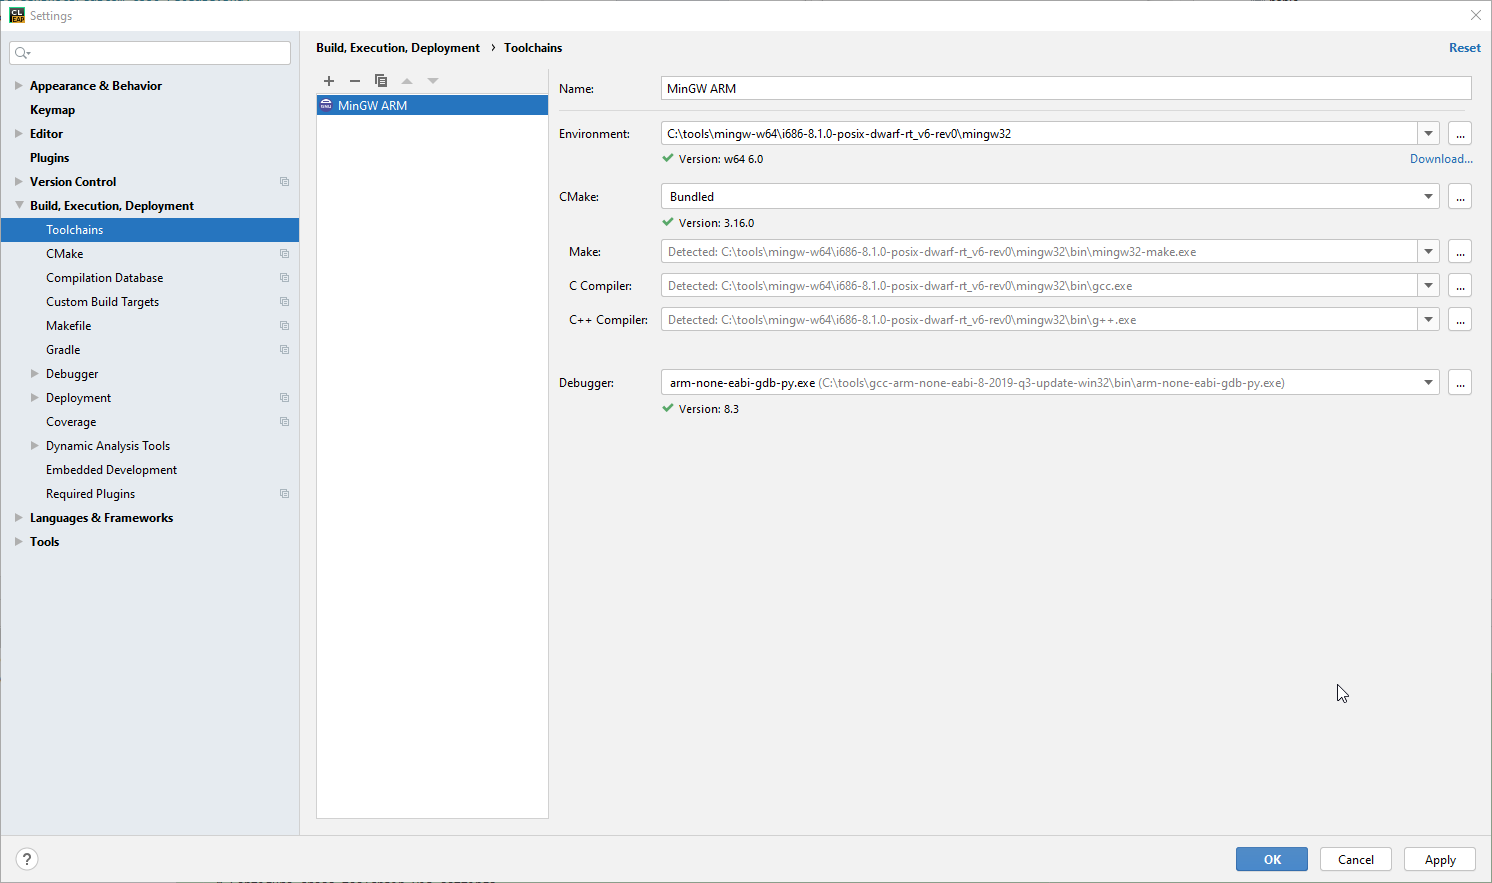 CL
EAP
Settings
Build, Execution, Deployment › Toolchains
Reset
Appearance & Behavior
Keymap
Editor
Plugins
Version Control
Build, Execution, Deployment
Toolchains
CMake
Compilation Database
Custom Build Targets
Makefile
Gradle
Debugger
Deployment
Coverage
Dynamic Analysis Tools
Embedded Development
Required Plugins
Languages & Frameworks
Tools
MinGW ARM
Name: MinGW ARM
Environment: C:\tools\mingw-w64\i686-8.1.0-posix-dwarf-rt_v6-rev0\mingw32 ...
Version: w64 6.0
Download...
CMake: Bundled ...
Version: 3.16.0
Make: Detected: C:\tools\mingw-w64\i686-8.1.0-posix-dwarf-rt_v6-rev0\mingw32\bin\mingw32-make.exe ...
C Compiler: Detected: C:\tools\mingw-w64\i686-8.1.0-posix-dwarf-rt_v6-rev0\mingw32\bin\gcc.exe ...
C++ Compiler: Detected: C:\tools\mingw-w64\i686-8.1.0-posix-dwarf-rt_v6-rev0\mingw32\bin\g++.exe ...
Debugger: arm-none-eabi-gdb-py.exe (C:\tools\gcc-arm-none-eabi-8-2019-q3-update-win32\bin\arm-none-eabi-gdb-py.exe) ...
Version: 8.3
?
OK
Cancel
Apply